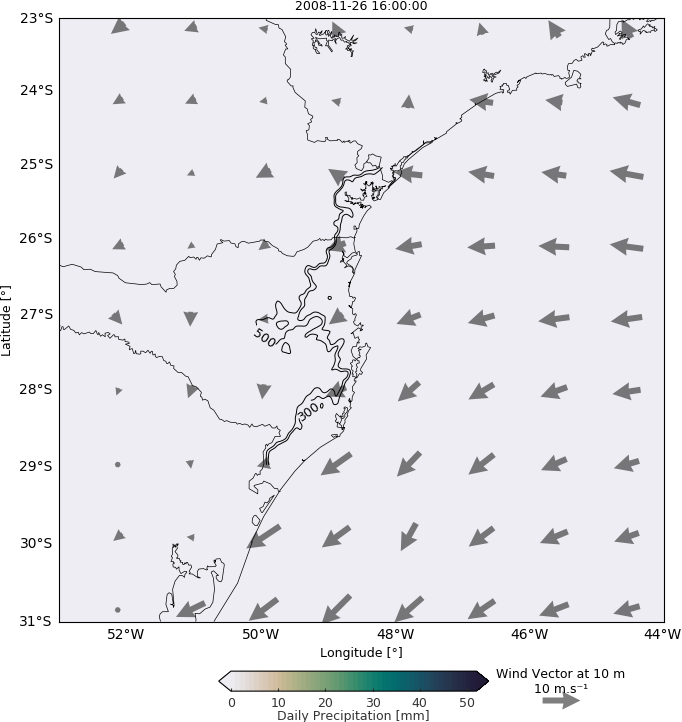 2008-11-26 16:00:00
23°S
24°S
25°S
26°S
27°S
28°S
29°S
30°S
31°S
Latitude [°]
500
300
52°W 50°W 48°W 46°W 44°W
Longitude [°]
0 10 20 30 40 50
Daily Precipitation [mm]
Wind Vector at 10 m
10 m.s⁻¹